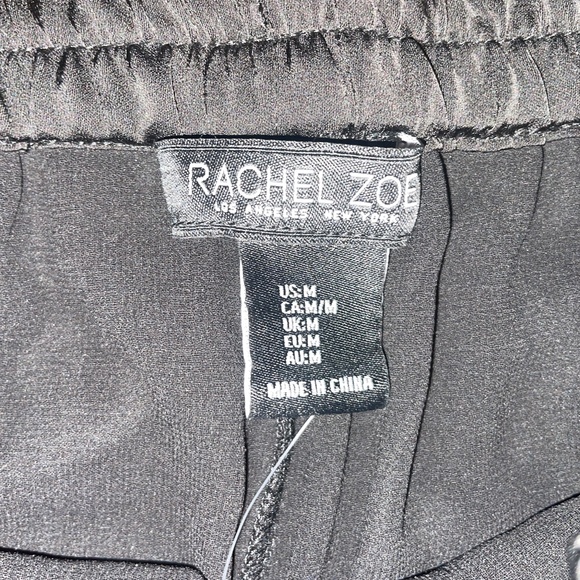 RACHEL ZOE
LOS ANGELES NEW YORK
US:M
CA:M/M
UK:M
EU:M
AU:M
MADE IN CHINA